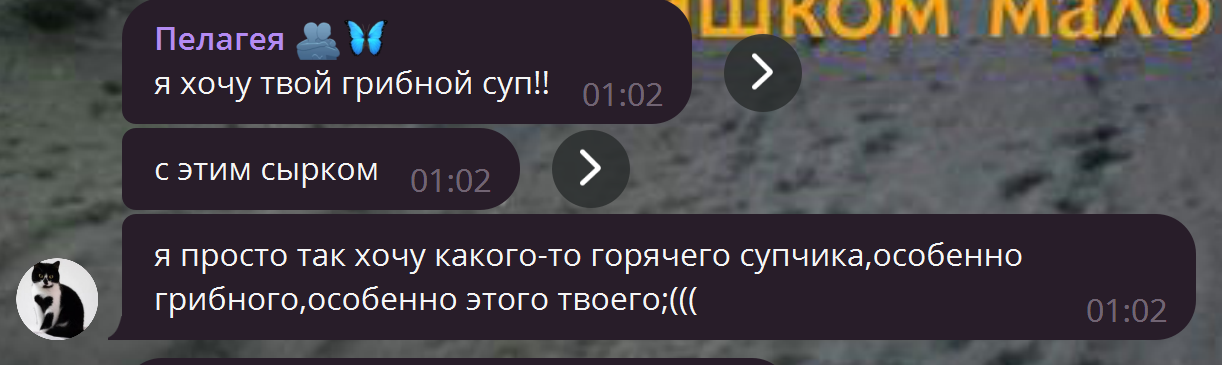 шком мало
Пелагея 🫂🦋
я хочу твой грибной суп!! 01:02
с этим сырком 01:02
я просто так хочу какого-то горячего супчика,особенно
грибного,особенно этого твоего;(((
01:02